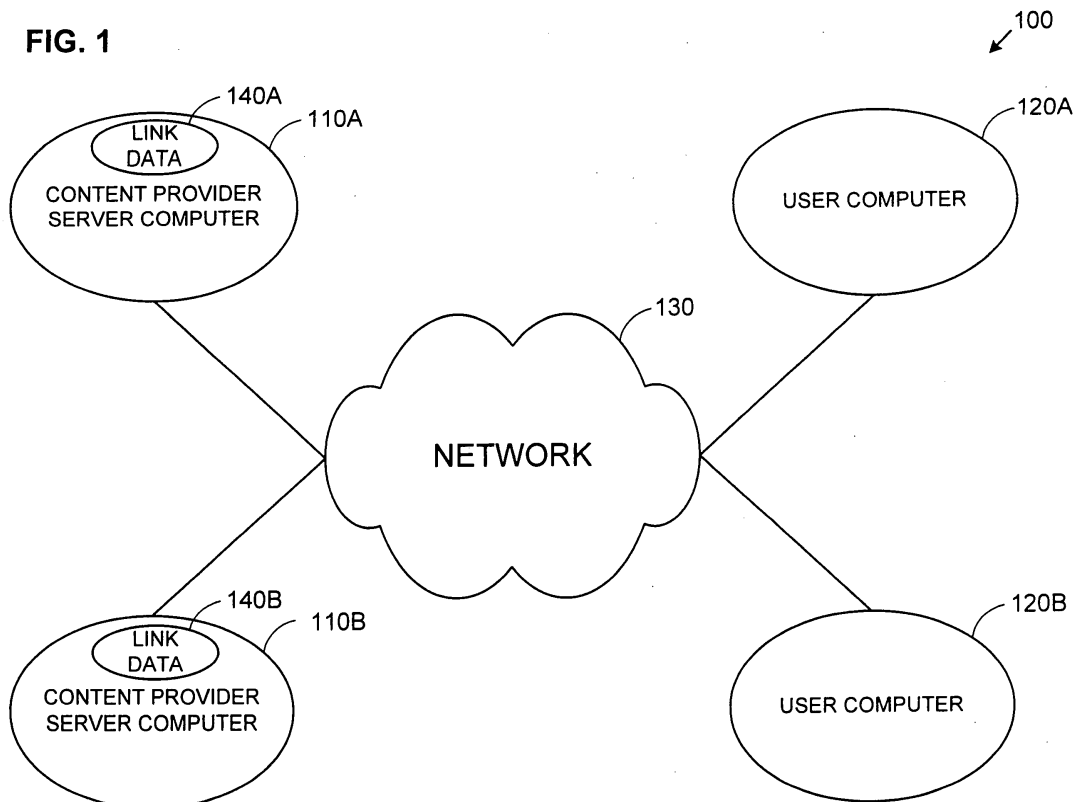 FIG. 1
100
140A
110A
LINK
DATA
CONTENT PROVIDER
SERVER COMPUTER
120A
USER COMPUTER
130
NETWORK
140B
110B
LINK
DATA
CONTENT PROVIDER
SERVER COMPUTER
120B
USER COMPUTER